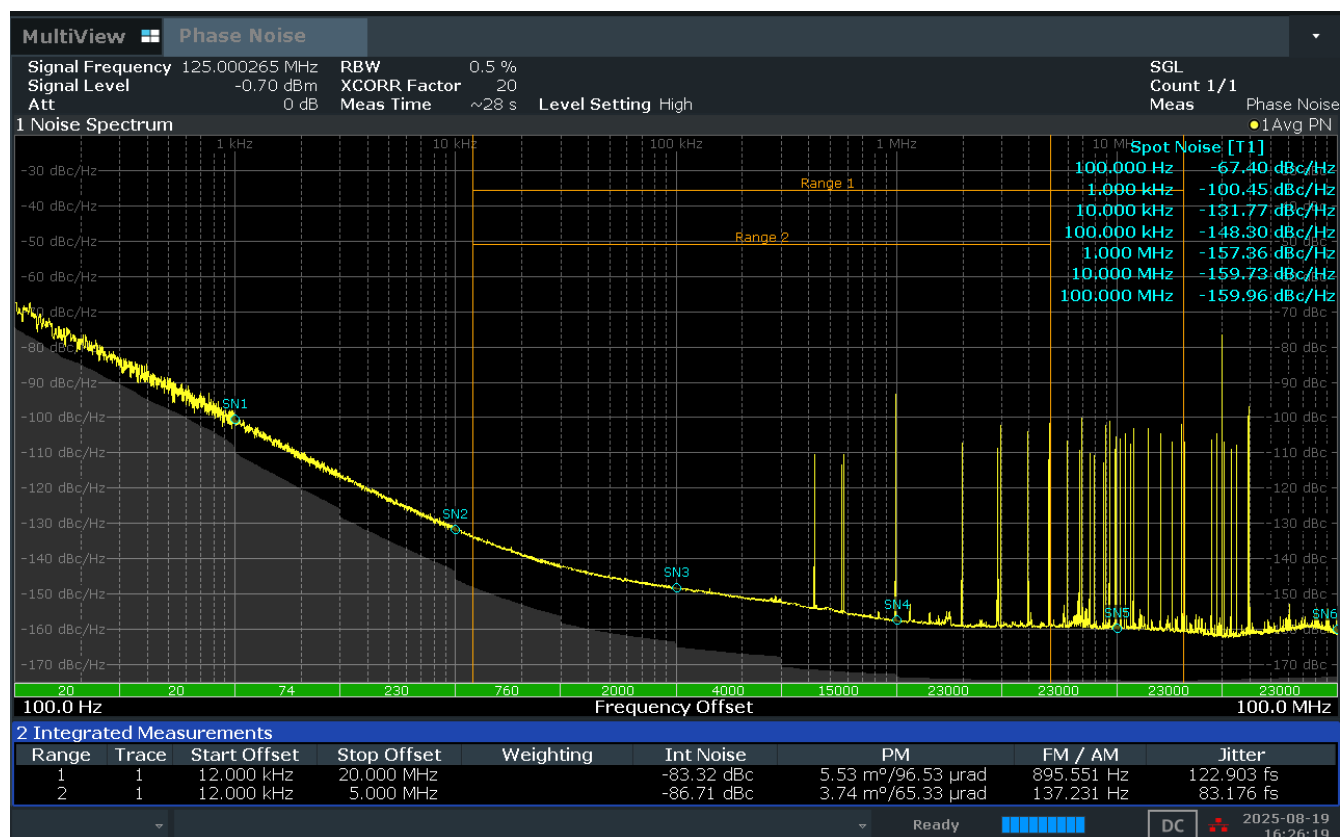 MultiView Phase Noise
Signal Frequency 125.000265 MHz RBW 0.5 % SGL
Signal Level -0.70 dBm XCORR Factor 20 Count 1/1
Att 0 dB Meas Time ~28 s Level Setting High Meas Phase Noise
1 Noise Spectrum 1Avg PN
1 kHz 10 kHz 100 kHz 1 MHz 10 MHz
Spot Noise [T1]
100.000 Hz -67.40 dBc/Hz
1.000 kHz -100.45 dBc/Hz
10.000 kHz -131.77 dBc/Hz
100.000 kHz -148.30 dBc/Hz
1.000 MHz -157.36 dBc/Hz
10.000 MHz -159.73 dBc/Hz
100.000 MHz -159.96 dBc/Hz
-30 dBc/Hz
Range 1
-40 dBc/Hz
Range 2
-50 dBc/Hz
-60 dBc/Hz
-70 dBc
-80 dBc
-90 dBc/Hz -90 dBc
SN1
-100 dBc/Hz -100 dBc
-110 dBc/Hz -110 dBc
-120 dBc/Hz -120 dBc
SN2
-130 dBc/Hz -130 dBc
-140 dBc/Hz -140 dBc
SN3
-150 dBc/Hz -150 dBc
SN4 SN5 SN6
-160 dBc/Hz
-170 dBc/Hz -170 dBc
20 20 74 230 760 2000 4000 15000 23000 23000 23000 23000
100.0 Hz Frequency Offset 100.0 MHz
2 Integrated Measurements
Range Trace Start Offset Stop Offset Weighting Int Noise PM FM / AM Jitter
1 1 12.000 kHz 20.000 MHz -83.32 dBc 5.53 m°/96.53 µrad 895.551 Hz 122.903 fs
2 1 12.000 kHz 5.000 MHz -86.71 dBc 3.74 m°/65.33 µrad 137.231 Hz 83.176 fs
Ready DC 2025-08-19
16:26:19